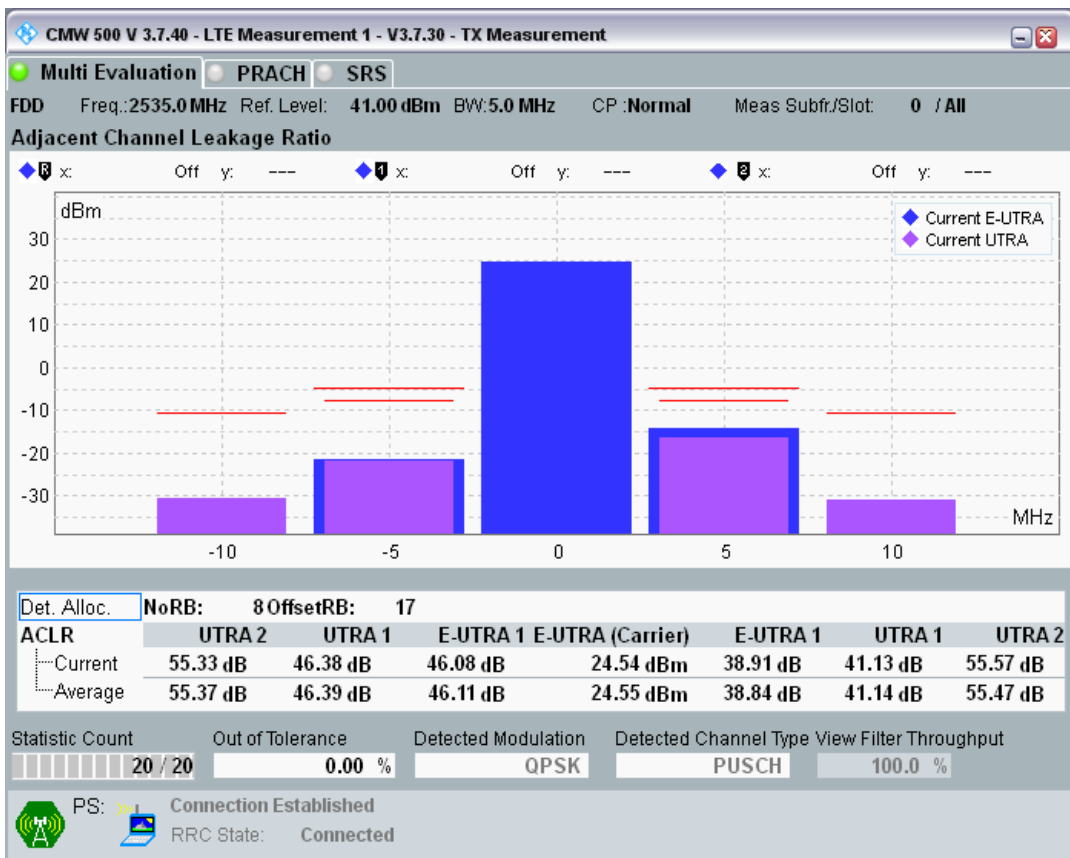 CMW 500 V 3.7.40 - LTE Measurement 1 - V3.7.30 - TX Measurement
Multi Evaluation PRACH SRS
FDD Freq.:2535.0 MHz Ref. Level: 41.00 dBm BW:5.0 MHz CP :Normal Meas Subfr./Slot: 0 / All
Adjacent Channel Leakage Ratio
R x: Off y: --- 1 x: Off y: --- 2 x: Off y: ---
dBm
Current E-UTRA
Current UTRA
30
20
10
0
-10
-20
-30
MHz
-10 -5 0 5 10
Det. Alloc. NoRB: 8 OffsetRB: 17
ACLR UTRA 2 UTRA 1 E-UTRA 1 E-UTRA (Carrier) E-UTRA 1 UTRA 1 UTRA 2
Current 55.33 dB 46.38 dB 46.08 dB 24.54 dBm 38.91 dB 41.13 dB 55.57 dB
Average 55.37 dB 46.39 dB 46.11 dB 24.55 dBm 38.84 dB 41.14 dB 55.47 dB
Statistic Count Out of Tolerance Detected Modulation Detected Channel Type View Filter Throughput
20 / 20 0.00 % QPSK PUSCH 100.0 %
PS: Connection Established
RRC State: Connected